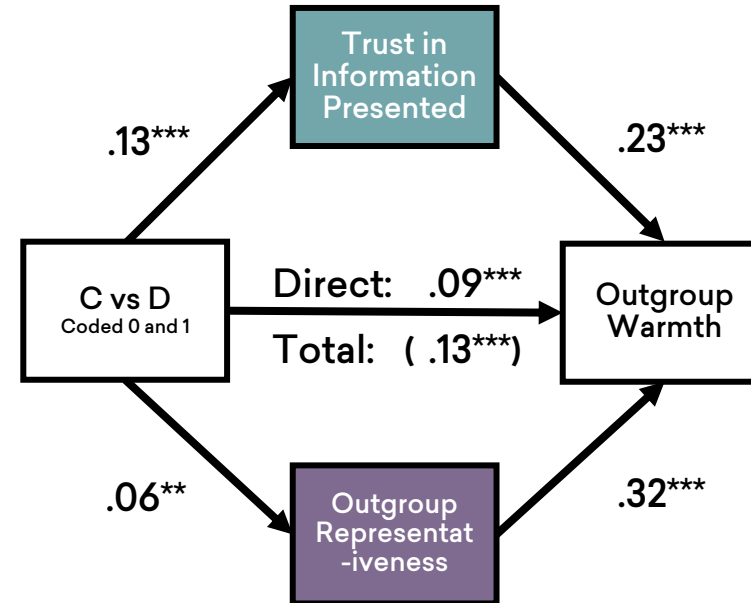 Trust in
Information
Presented
.13***
.23***
C vs D
Coded 0 and 1
Direct: .09***
Total: ( .13***)
Outgroup
Warmth
.06**
.32***
Outgroup
Representat
-iveness